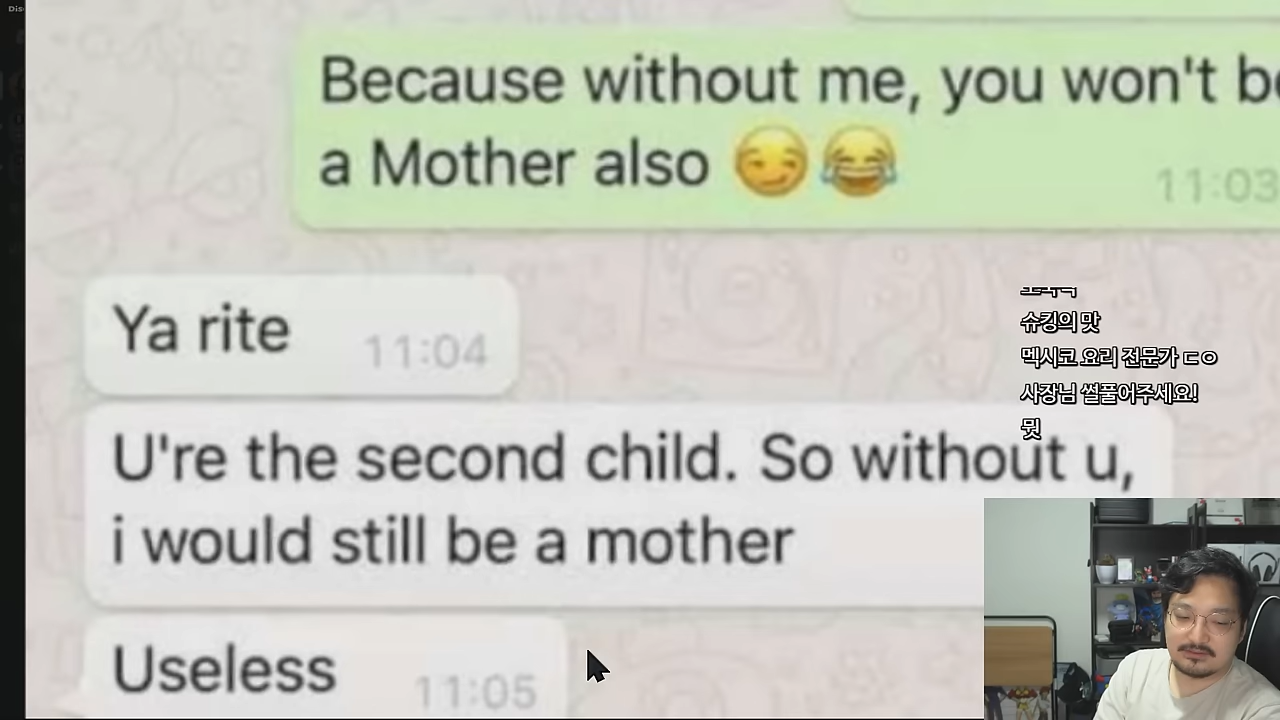 Because without me, you won't be
a Mother also 😏😂
11:03
Ya rite
11:04
U're the second child. So without u,
i would still be a mother
Useless
11:05
슈킹의 맛
멕시코 요리 전문가 ㄷㅇ
사장님 썰풀어주세요!
뭣